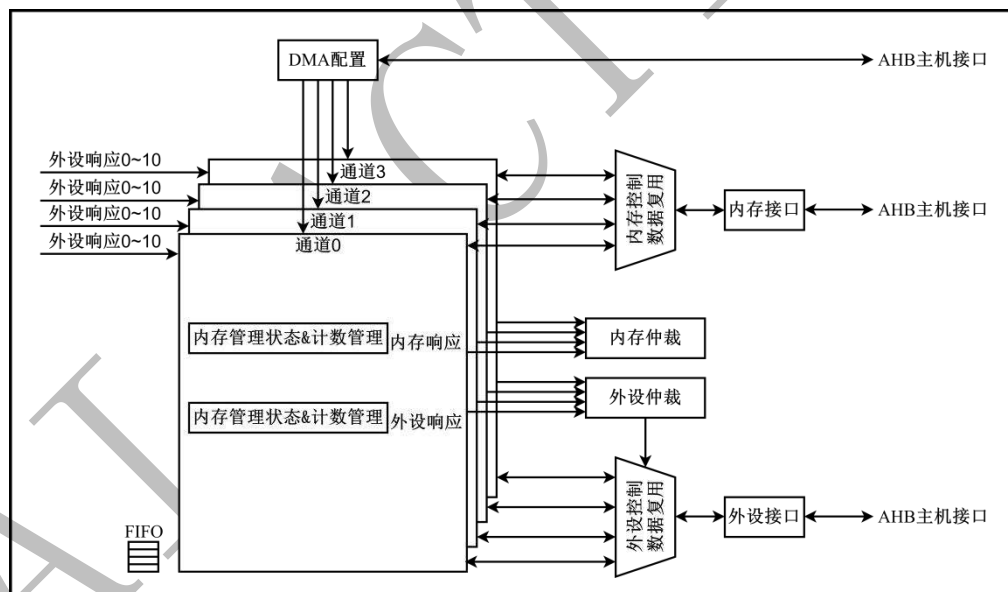 DMA配置
AHB主机接口
外设响应0~10
外设响应0~10
外设响应0~10
外设响应0~10
通道3
通道2
通道1
通道0
内存控制
数据复用
内存接口
AHB主机接口
内存管理状态&计数管理
内存响应
内存仲裁
外设仲裁
内存管理状态&计数管理
外设响应
外设控制
数据复用
外设接口
AHB主机接口
FIFO